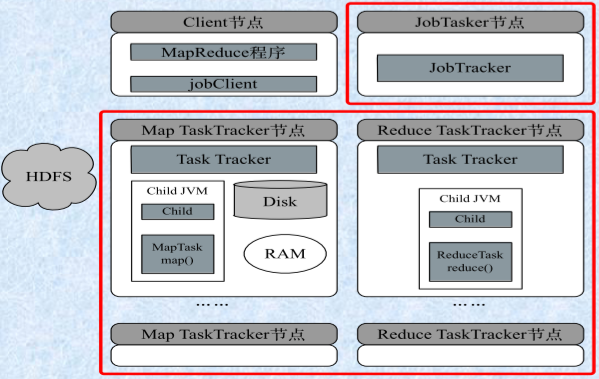 Client节点
JobTasker节点
MapReduce程序
jobClient
JobTracker
HDFS
Map TaskTracker节点
Reduce TaskTracker节点
Task Tracker
Task Tracker
Child JVM
Child
MapTask
map()
Disk
RAM
Child JVM
Child
ReduceTask
reduce()
……
……
Map TaskTracker节点
Reduce TaskTracker节点